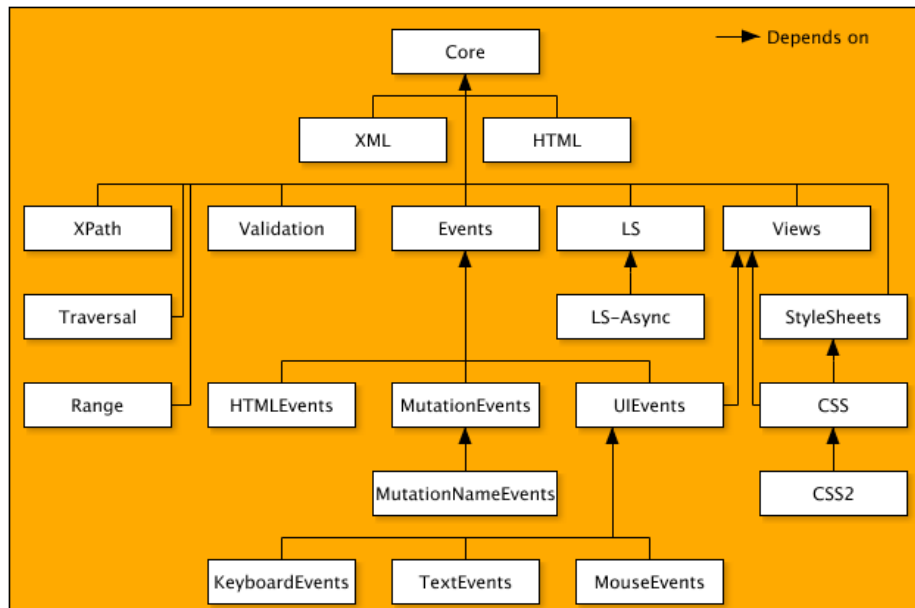 Depends on
Core
XML
HTML
XPath
Validation
Events
LS
Views
Traversal
LS-Async
StyleSheets
Range
HTMLEvents
MutationEvents
UIEvents
CSS
MutationNameEvents
CSS2
KeyboardEvents
TextEvents
MouseEvents